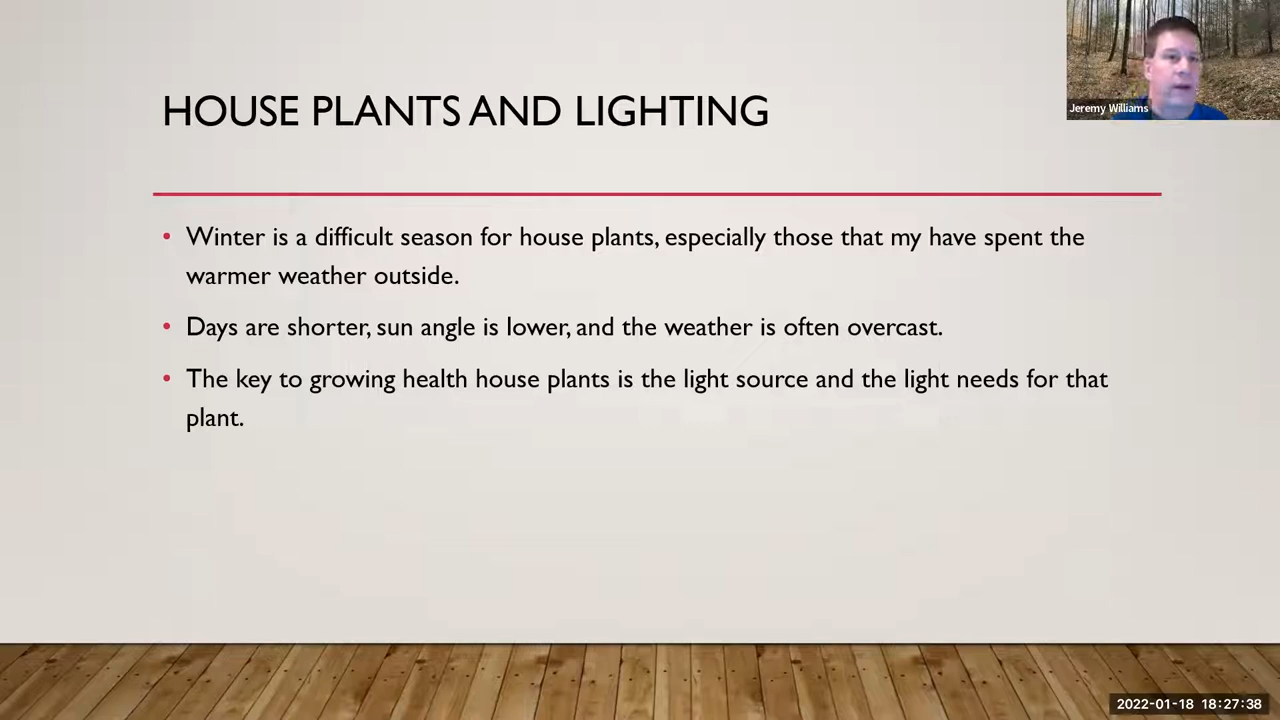 HOUSE PLANTS AND LIGHTING
Jeremy Williams
• Winter is a difficult season for house plants, especially those that my have spent the
warmer weather outside.
• Days are shorter, sun angle is lower, and the weather is often overcast.
• The key to growing health house plants is the light source and the light needs for that
plant.
2022-01-18 18:27:38